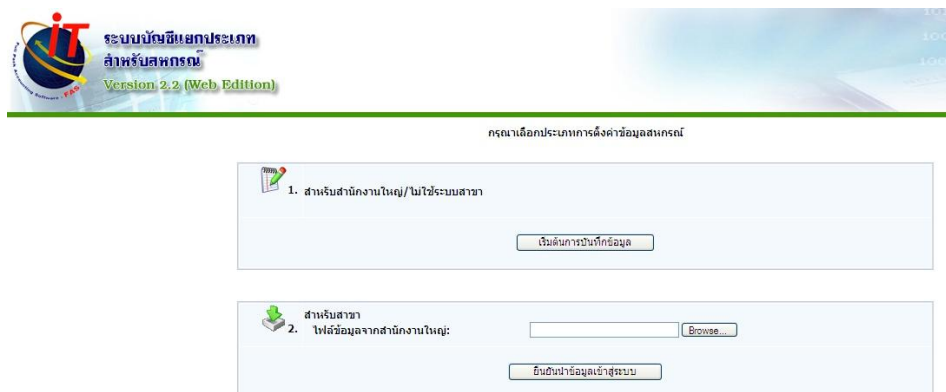 iT
ระบบบัญชีแยกประเภท
สำหรับสหกรณ์
Version 2.2 (Web Edition)
กรุณาเลือกประเภทการตั้งค่าข้อมูลสหกรณ์
1. สำหรับสำนักงานใหญ่/ไม่ใช้ระบบสาขา
เริ่มต้นการบันทึกข้อมูล
สำหรับสาขา
2. ไฟล์ข้อมูลจากสำนักงานใหญ่:
Browse...
ยืนยันนำข้อมูลเข้าสู่ระบบ